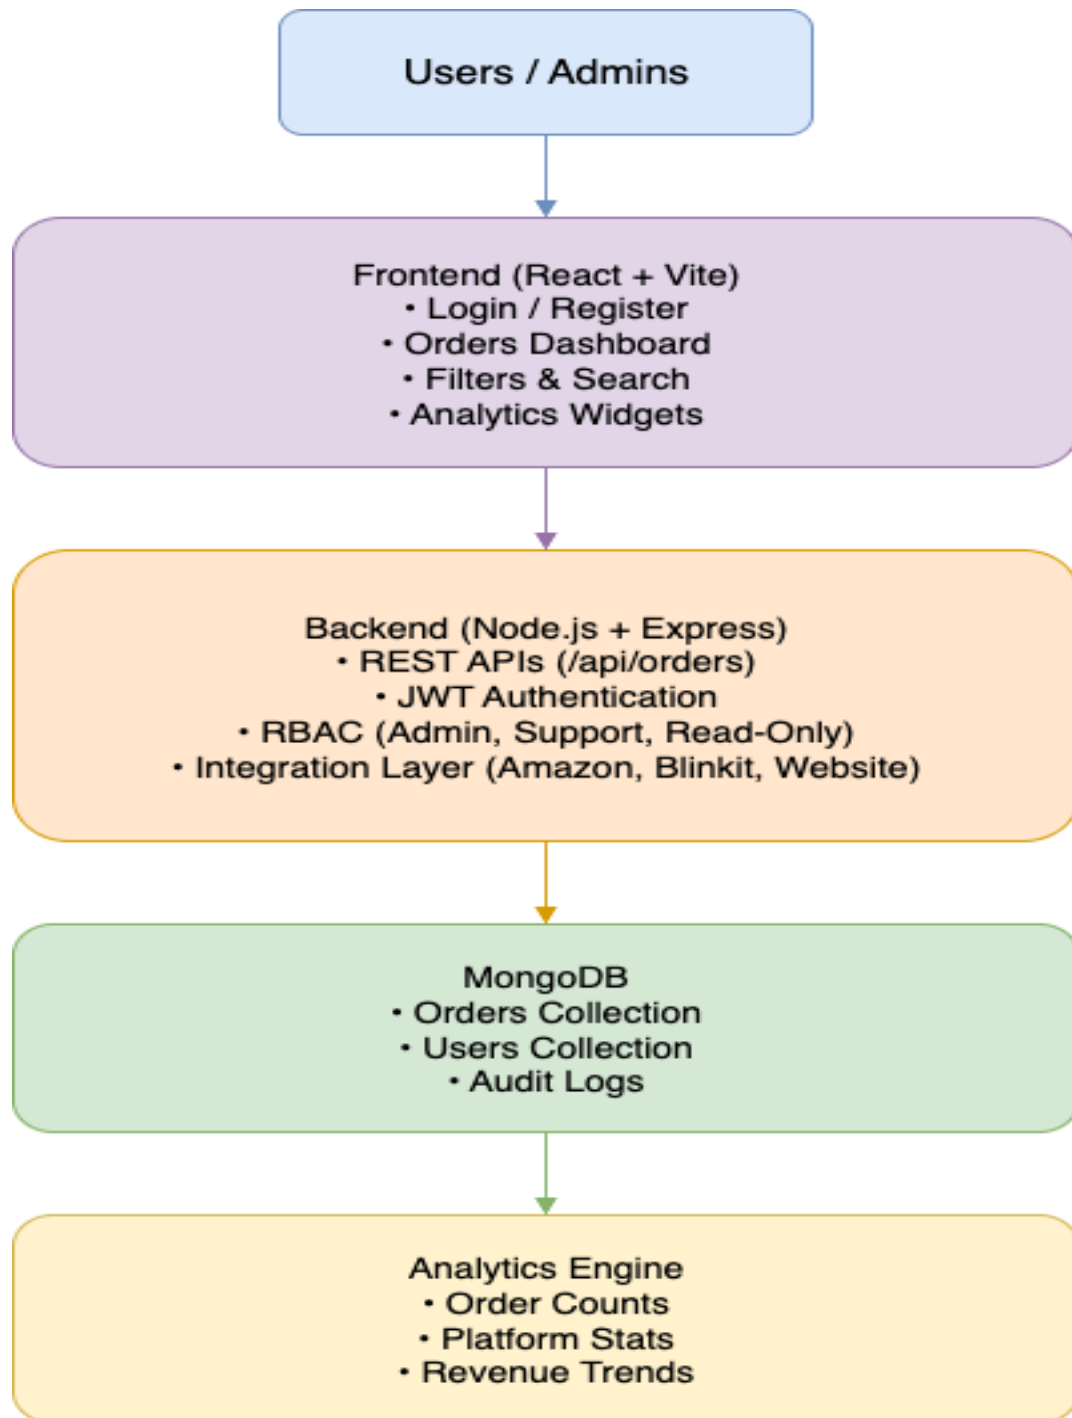 Users / Admins
Frontend (React + Vite)
• Login / Register
• Orders Dashboard
• Filters & Search
• Analytics Widgets
Backend (Node.js + Express)
• REST APIs (/api/orders)
• JWT Authentication
• RBAC (Admin, Support, Read-Only)
• Integration Layer (Amazon, Blinkit, Website)
MongoDB
• Orders Collection
• Users Collection
• Audit Logs
Analytics Engine
• Order Counts
• Platform Stats
• Revenue Trends